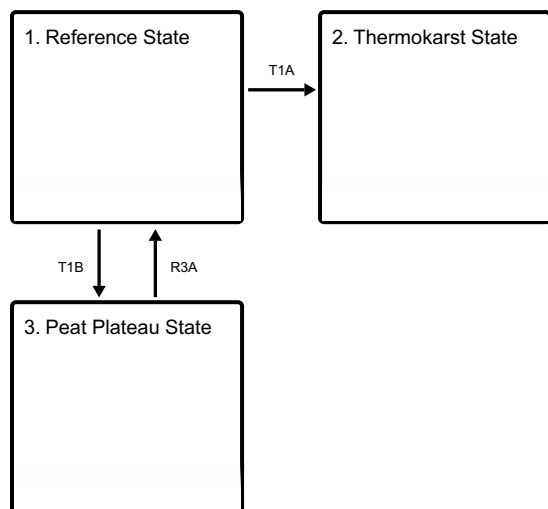 1. Reference State
2. Thermokarst State
T1A
T1B
R3A
3. Peat Plateau State